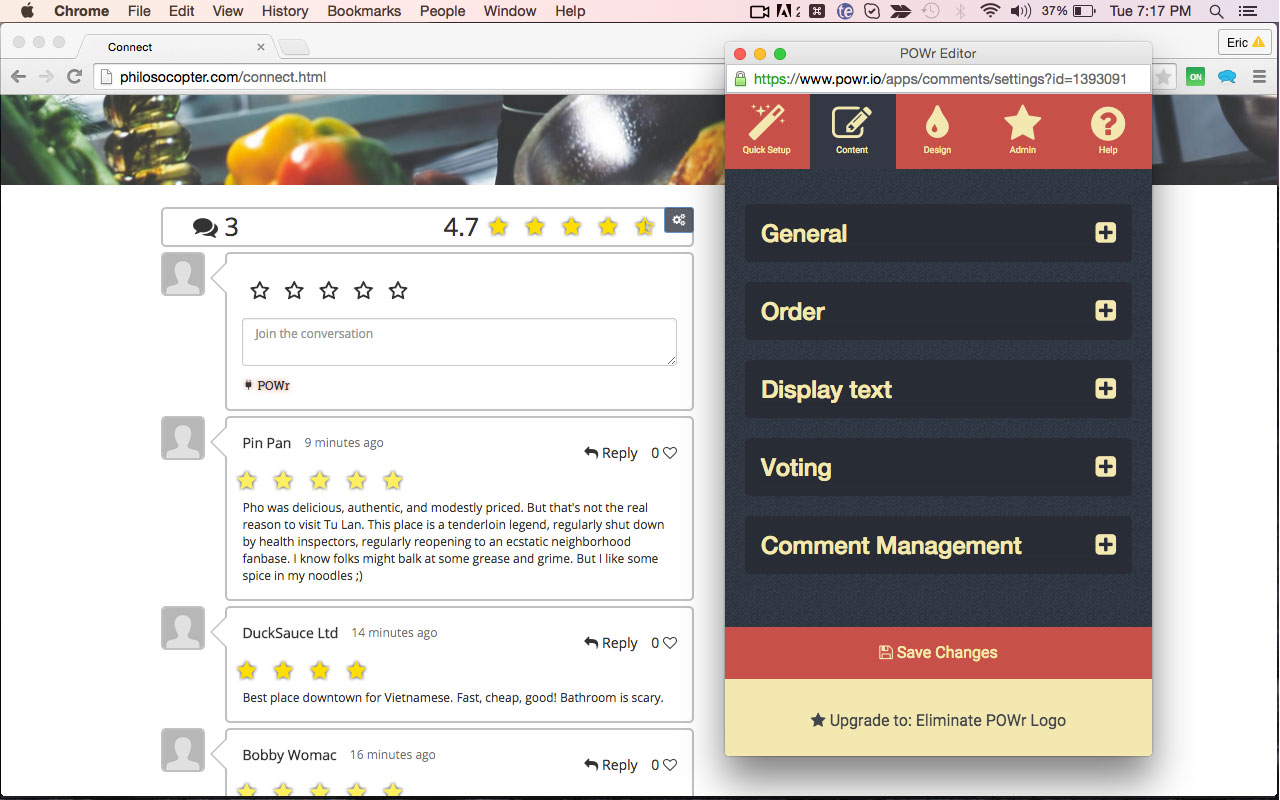 Chrome File Edit View History Bookmarks People Window Help 37% Tue 7:17 PM
Connect
Eric
philosocopter.com/connect.html
ON
POWr Editor
https://www.powr.io/apps/comments/settings?id=1393091
Quick Setup
Content
Design
Admin
Help
3
4.7
Join the conversation
POWr
Pin Pan 9 minutes ago
Reply 0
Pho was delicious, authentic, and modestly priced. But that's not the real
reason to visit Tu Lan. This place is a tenderloin legend, regularly shut down
by health inspectors, regularly reopening to an ecstatic neighborhood
fanbase. I know folks might balk at some grease and grime. But I like some
spice in my noodles ;)
DuckSauce Ltd 14 minutes ago
Reply 0
Best place downtown for Vietnamese. Fast, cheap, good! Bathroom is scary.
Bobby Womac 16 minutes ago
Reply 0
General
Order
Display text
Voting
Comment Management
Save Changes
Upgrade to: Eliminate POWr Logo